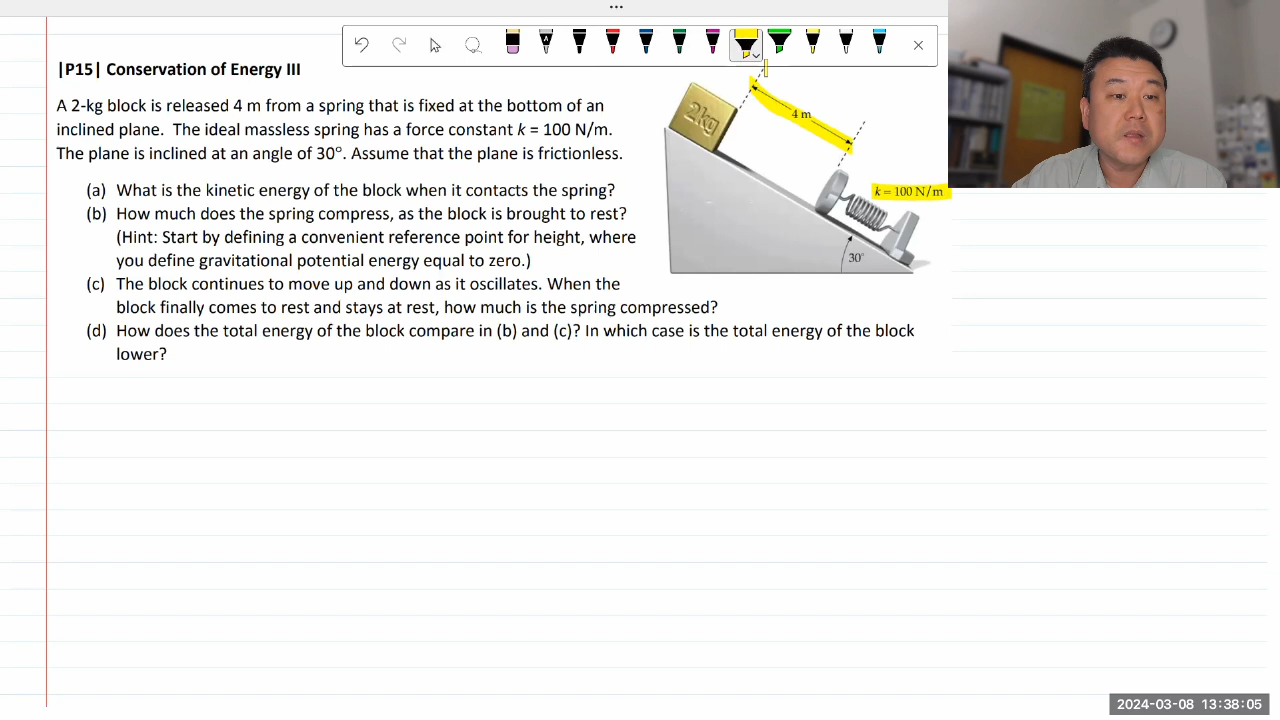 |P15| Conservation of Energy III
A 2-kg block is released 4 m from a spring that is fixed at the bottom of an
inclined plane. The ideal massless spring has a force constant k = 100 N/m.
The plane is inclined at an angle of 30°. Assume that the plane is frictionless.
(a) What is the kinetic energy of the block when it contacts the spring?
(b) How much does the spring compress, as the block is brought to rest?
(Hint: Start by defining a convenient reference point for height, where
you define gravitational potential energy equal to zero.)
(c) The block continues to move up and down as it oscillates. When the
block finally comes to rest and stays at rest, how much is the spring compressed?
(d) How does the total energy of the block compare in (b) and (c)? In which case is the total energy of the block
lower?
2kg
4 m
k = 100 N/m
30°
2024-03-08 13:38:05